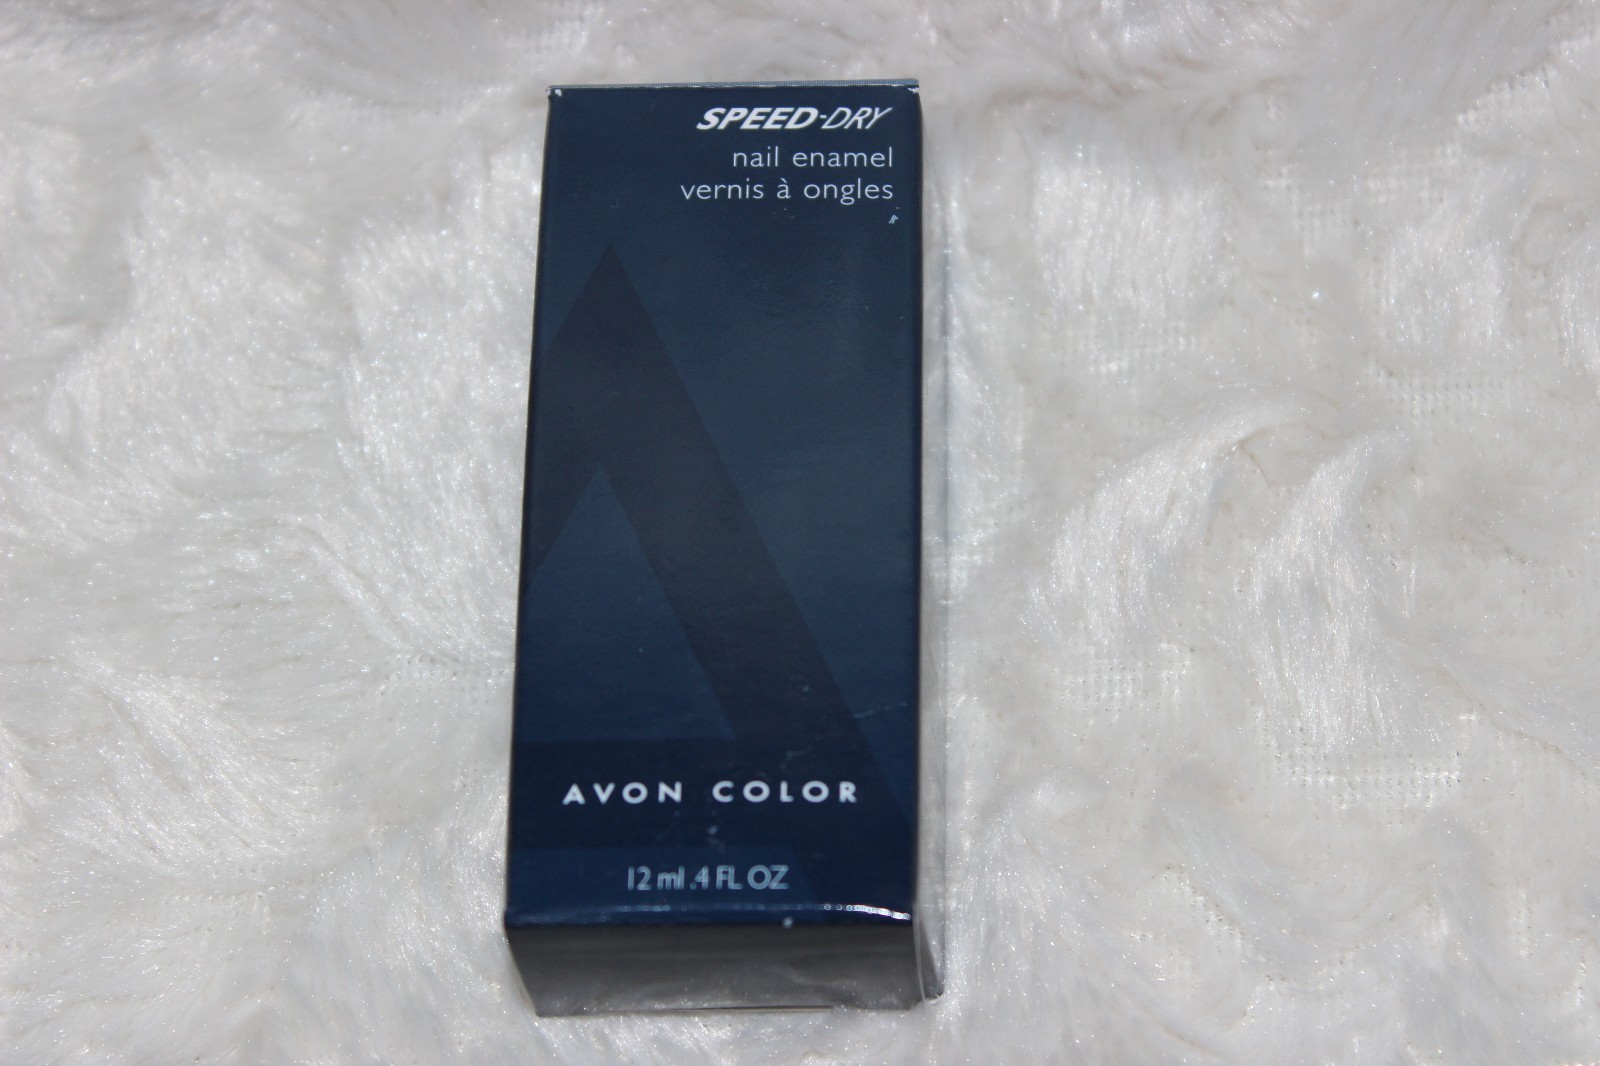 SPEED-DRY
nail enamel
vernis à ongles
AVON COLOR
12 ml .4 FL OZ